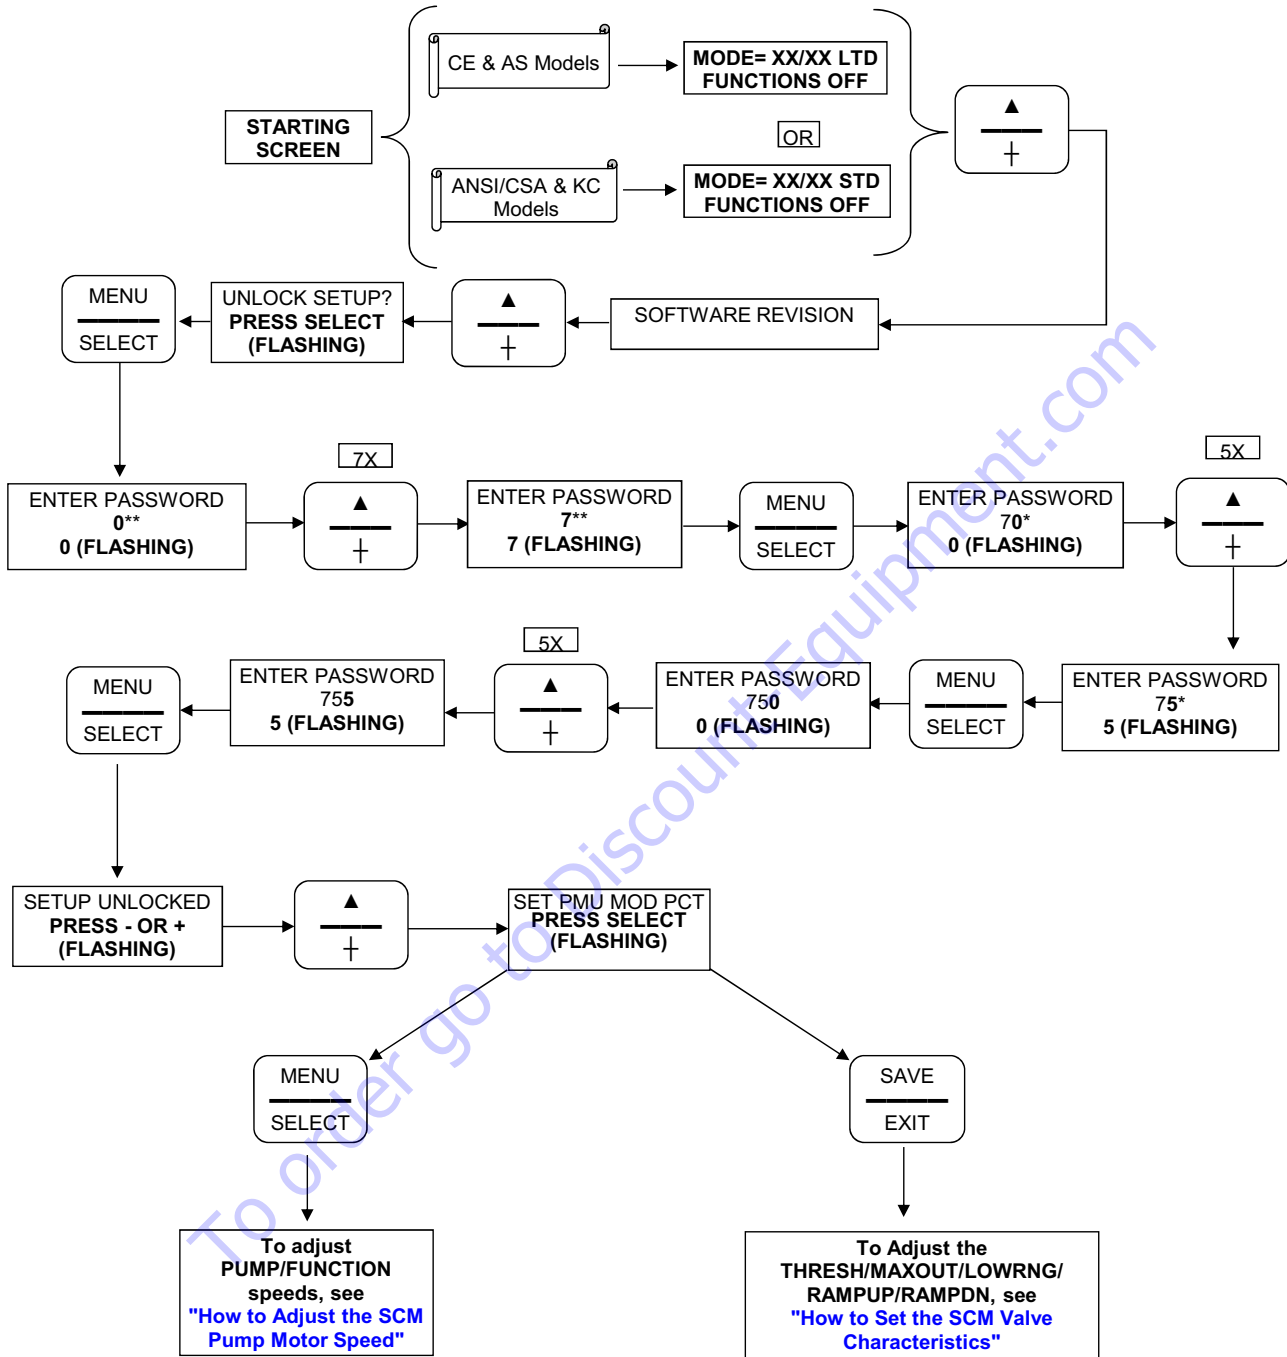 STARTING
SCREEN
CE & AS Models
MODE= XX/XX LTD
FUNCTIONS OFF
OR
ANSI/CSA & KC
Models
MODE= XX/XX STD
FUNCTIONS OFF
▲
+
SOFTWARE REVISION
▲
+
UNLOCK SETUP?
PRESS SELECT
(FLASHING)
MENU
SELECT
ENTER PASSWORD
0**
0 (FLASHING)
7X
▲
+
ENTER PASSWORD
7**
7 (FLASHING)
MENU
SELECT
ENTER PASSWORD
70*
0 (FLASHING)
5X
▲
+
ENTER PASSWORD
75*
5 (FLASHING)
MENU
SELECT
ENTER PASSWORD
750
0 (FLASHING)
5X
▲
+
ENTER PASSWORD
755
5 (FLASHING)
MENU
SELECT
SETUP UNLOCKED
PRESS - OR +
(FLASHING)
▲
+
SET PMU MOD PCT
PRESS SELECT
(FLASHING)
MENU
SELECT
SAVE
EXIT
To adjust
PUMP/FUNCTION
speeds, see
"How to Adjust the SCM
Pump Motor Speed"
To Adjust the
THRESH/MAXOUT/LOWRNG/
RAMPUP/RAMPDN, see
"How to Set the SCM Valve
Characteristics"
To order go to Discount-Equipment.com